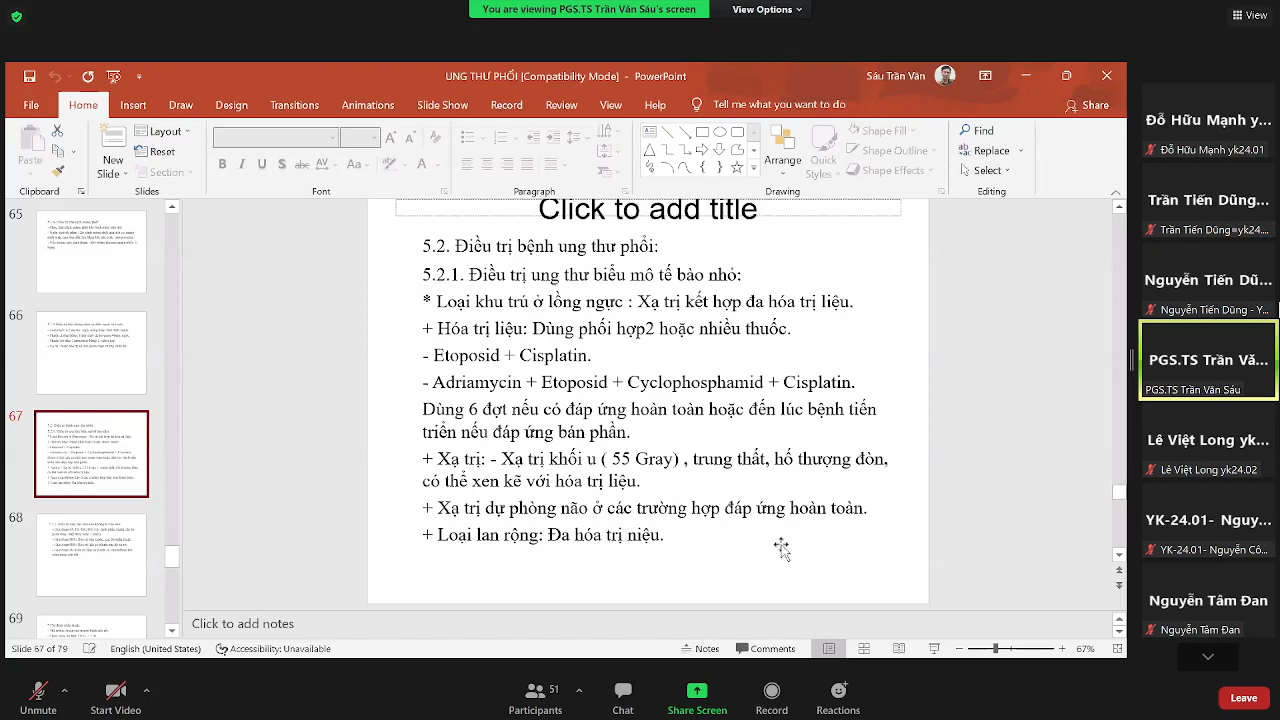 You are viewing PGS.TS Trần Văn Sáu's screen
View Options
View
UNG THƯ PHỔI [Compatibility Mode] - PowerPoint
Sáu Trần Văn
File
Home
Insert
Draw
Design
Transitions
Animations
Slide Show
Record
Review
View
Help
Tell me what you want to do
Share
Paste
New
Slide
Layout
Reset
Section
Arrange
Quick
Styles
Shape Fill
Shape Outline
Shape Effects
Find
Replace
Select
Clipboard
Slides
Font
Paragraph
Drawing
Editing
65
66
67
68
69
Click to add title
5.2. Điều trị bệnh ung thư phổi:
5.2.1. Điều trị ung thư biểu mô tế bào nhỏ:
* Loại khu trú ở lồng ngực : Xạ trị kết hợp đa hóa trị liệu.
+ Hóa trị liệu: Dùng phối hợp2 hoặc nhiều thuốc.
- Etoposid + Cisplatin.
- Adriamycin + Etoposid + Cyclophosphamid + Cisplatin.
Dùng 6 đợt nếu có đáp ứng hoàn toàn hoặc đến lúc bệnh tiến
triển nếu đáp ứng bán phần.
+ Xạ trị: - Xạ trị khối u ( 55 Gray) , trung thất, hố thượng đòn,
có thể xen kẽ với hóa trị liệu.
+ Xạ trị dự phòng não ở các trường hợp đáp ứng hoàn toàn.
+ Loại lan rộng: Đa hóa trị niệu.
Click to add notes
Slide 67 of 79
English (United States)
Accessibility: Unavailable
Notes
Comments
67%
Đỗ Hữu Mạnh y...
Đỗ Hữu Mạnh yk24.01
Trần Tiến Dũng...
Trần Tiến Dũng=yk24....
Nguyễn Tiến Dũ...
Nguyễn Tiến Dũng - Y...
PGS.TS Trần Vă...
PGS.TS Trần Văn Sáu
Lê VIệt Long yk...
Lê VIệt Long yk24.02
YK-24.01- Nguy...
YK-24.01- Nguyễn Cô...
Nguyễn Tâm Đan
Nguyễn Tâm Đan
Unmute
Start Video
51
Participants
Chat
Share Screen
Record
Reactions
Leave